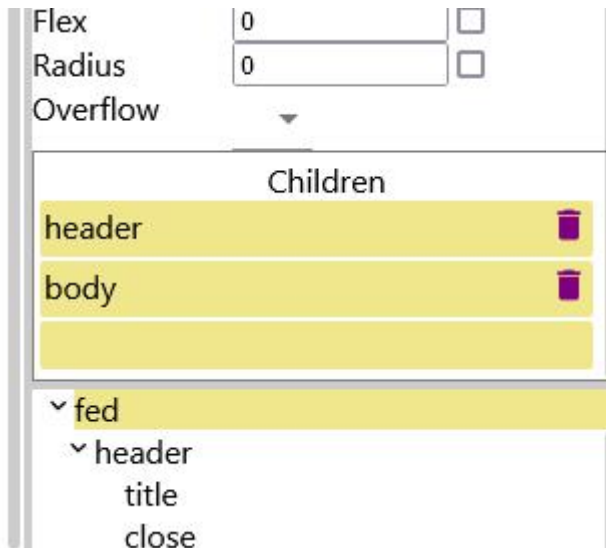 Flex 0
Radius 0
Overflow
Children
header
body
fed
header
title
close